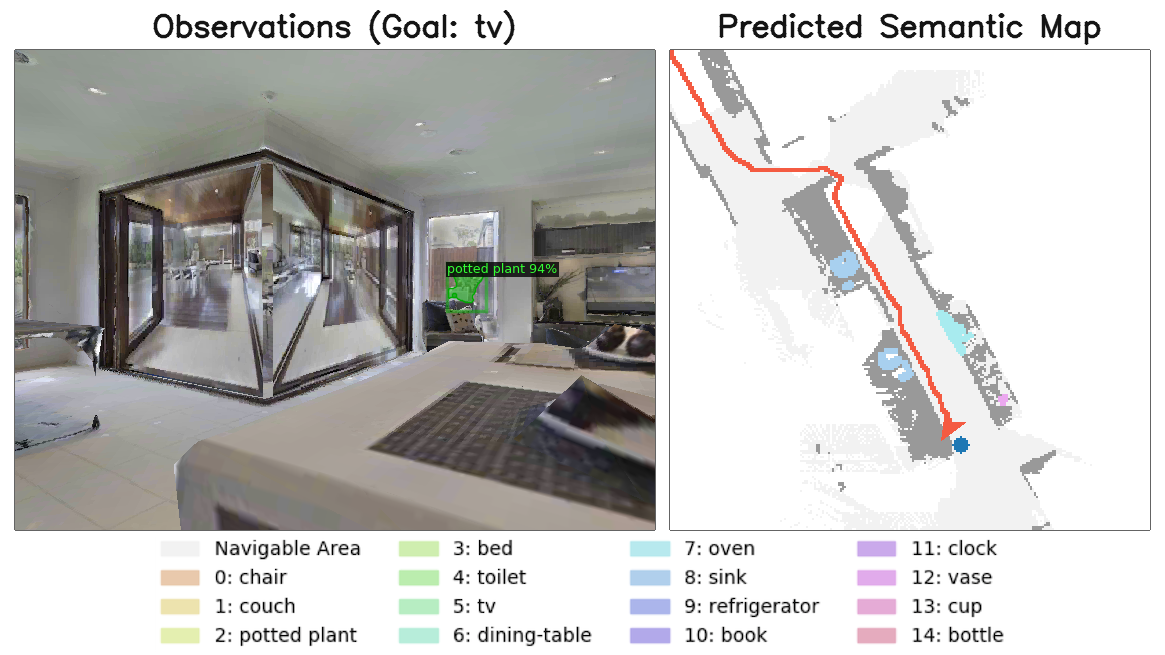 Observations (Goal: tv)
Predicted Semantic Map
potted plant 94%
Navigable Area
0: chair
1: couch
2: potted plant
3: bed
4: toilet
5: tv
6: dining-table
7: oven
8: sink
9: refrigerator
10: book
11: clock
12: vase
13: cup
14: bottle